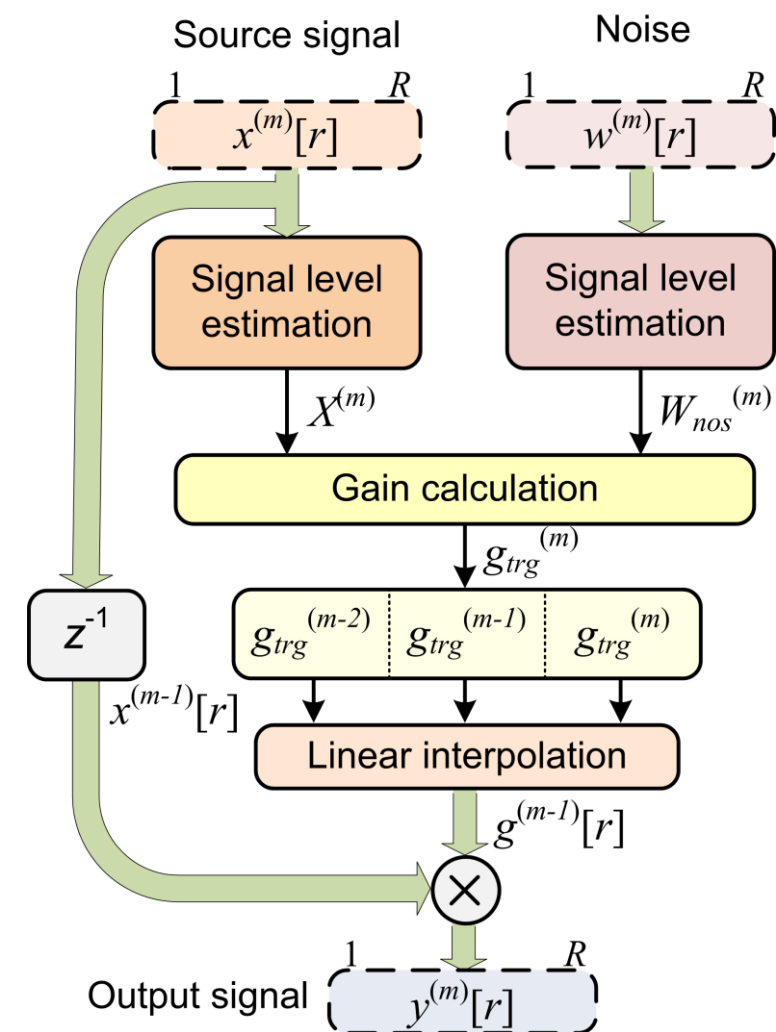 Source signal
Noise
1 R
1 R
x^(m)[r]
w^(m)[r]
Signal level
estimation
Signal level
estimation
X^(m)
W_nos^(m)
Gain calculation
g_trg^(m)
z^-1
g_trg^(m-2) g_trg^(m-1) g_trg^(m)
x^(m-1)[r]
Linear interpolation
g^(m-1)[r]
×
1 R
Output signal
y^(m)[r]